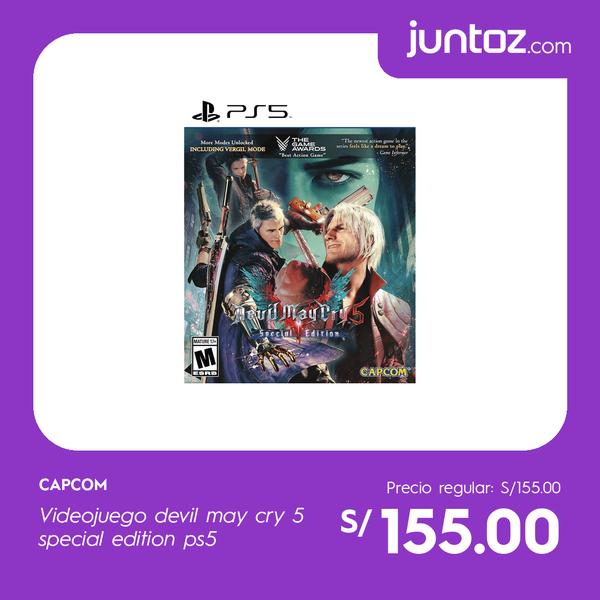 juntoz.com
PS5
More Modes Unlocked
INCLUDING VERGIL MODE
THE
GAME
AWARDS
"Best Action Game"
"The newest action game in the
series feels like a dream to play."
- Game Informer
Devil May Cry 5
Special Edition
MATURE 17+
M
ESRB
CAPCOM
CAPCOM
Videojuego devil may cry 5
special edition ps5
Precio regular: S/155.00
S/ 155.00